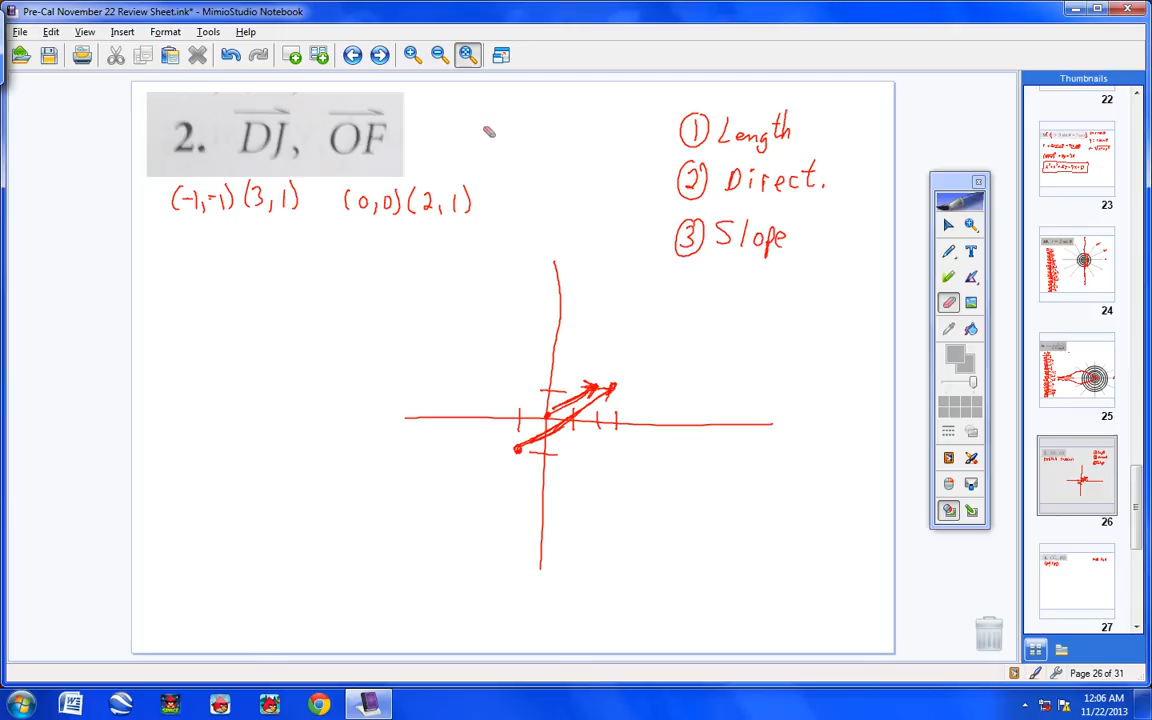 Pre-Cal November 22 Review Sheet.ink* - MimioStudio Notebook
File Edit View Insert Format Tools Help
Thumbnails
2. DJ, OF
(-1,-1) (3,1) (0,0) (2,1)
① Length
② Direct.
③ Slope
22
23
24
25
26
27
Page 26 of 31
12:06 AM
11/22/2013